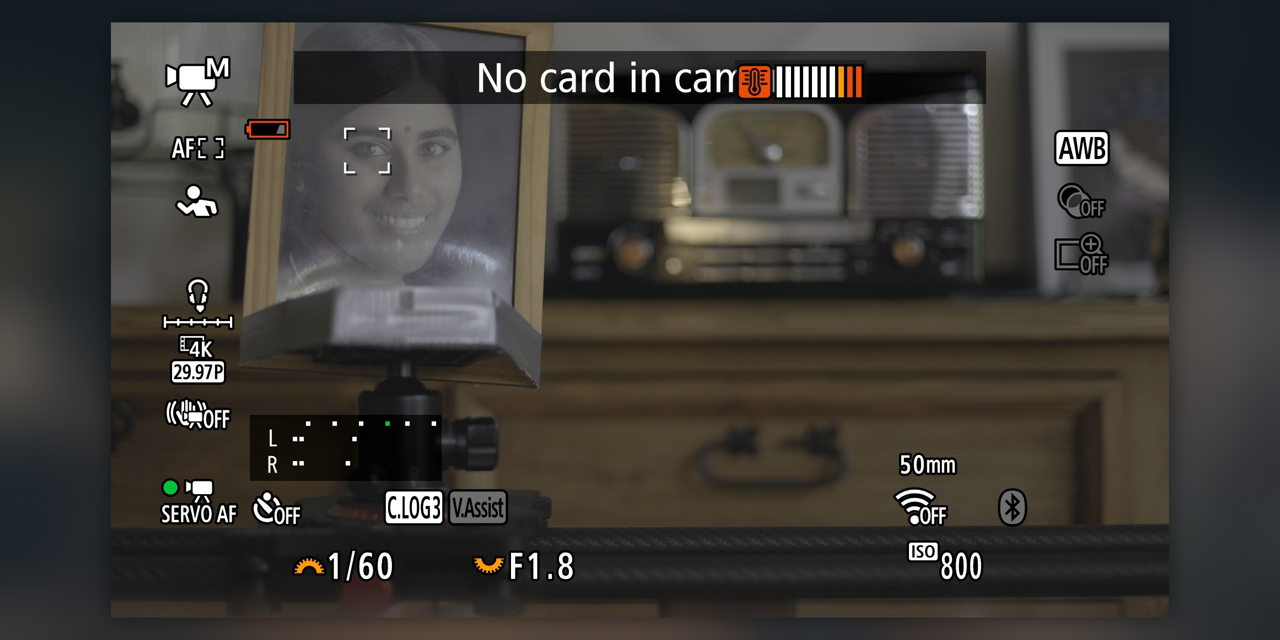 No card in cam
M
AF
AWB
OFF
OFF
4K
29.97P
OFF
L
R
50mm
SERVO AF
OFF
C.LOG3
V.Assist
OFF
1/60
F1.8
ISO
800